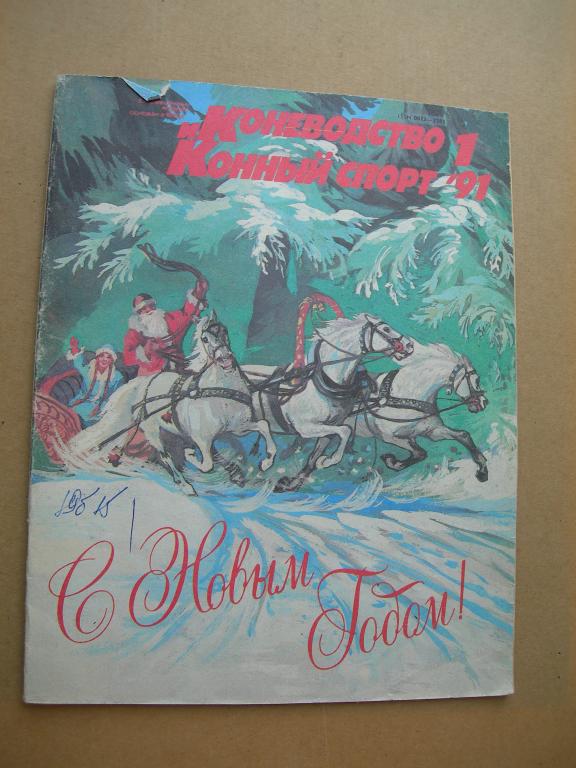 Коневодство 1
и Конный спорт '91
С Новым
Годом!